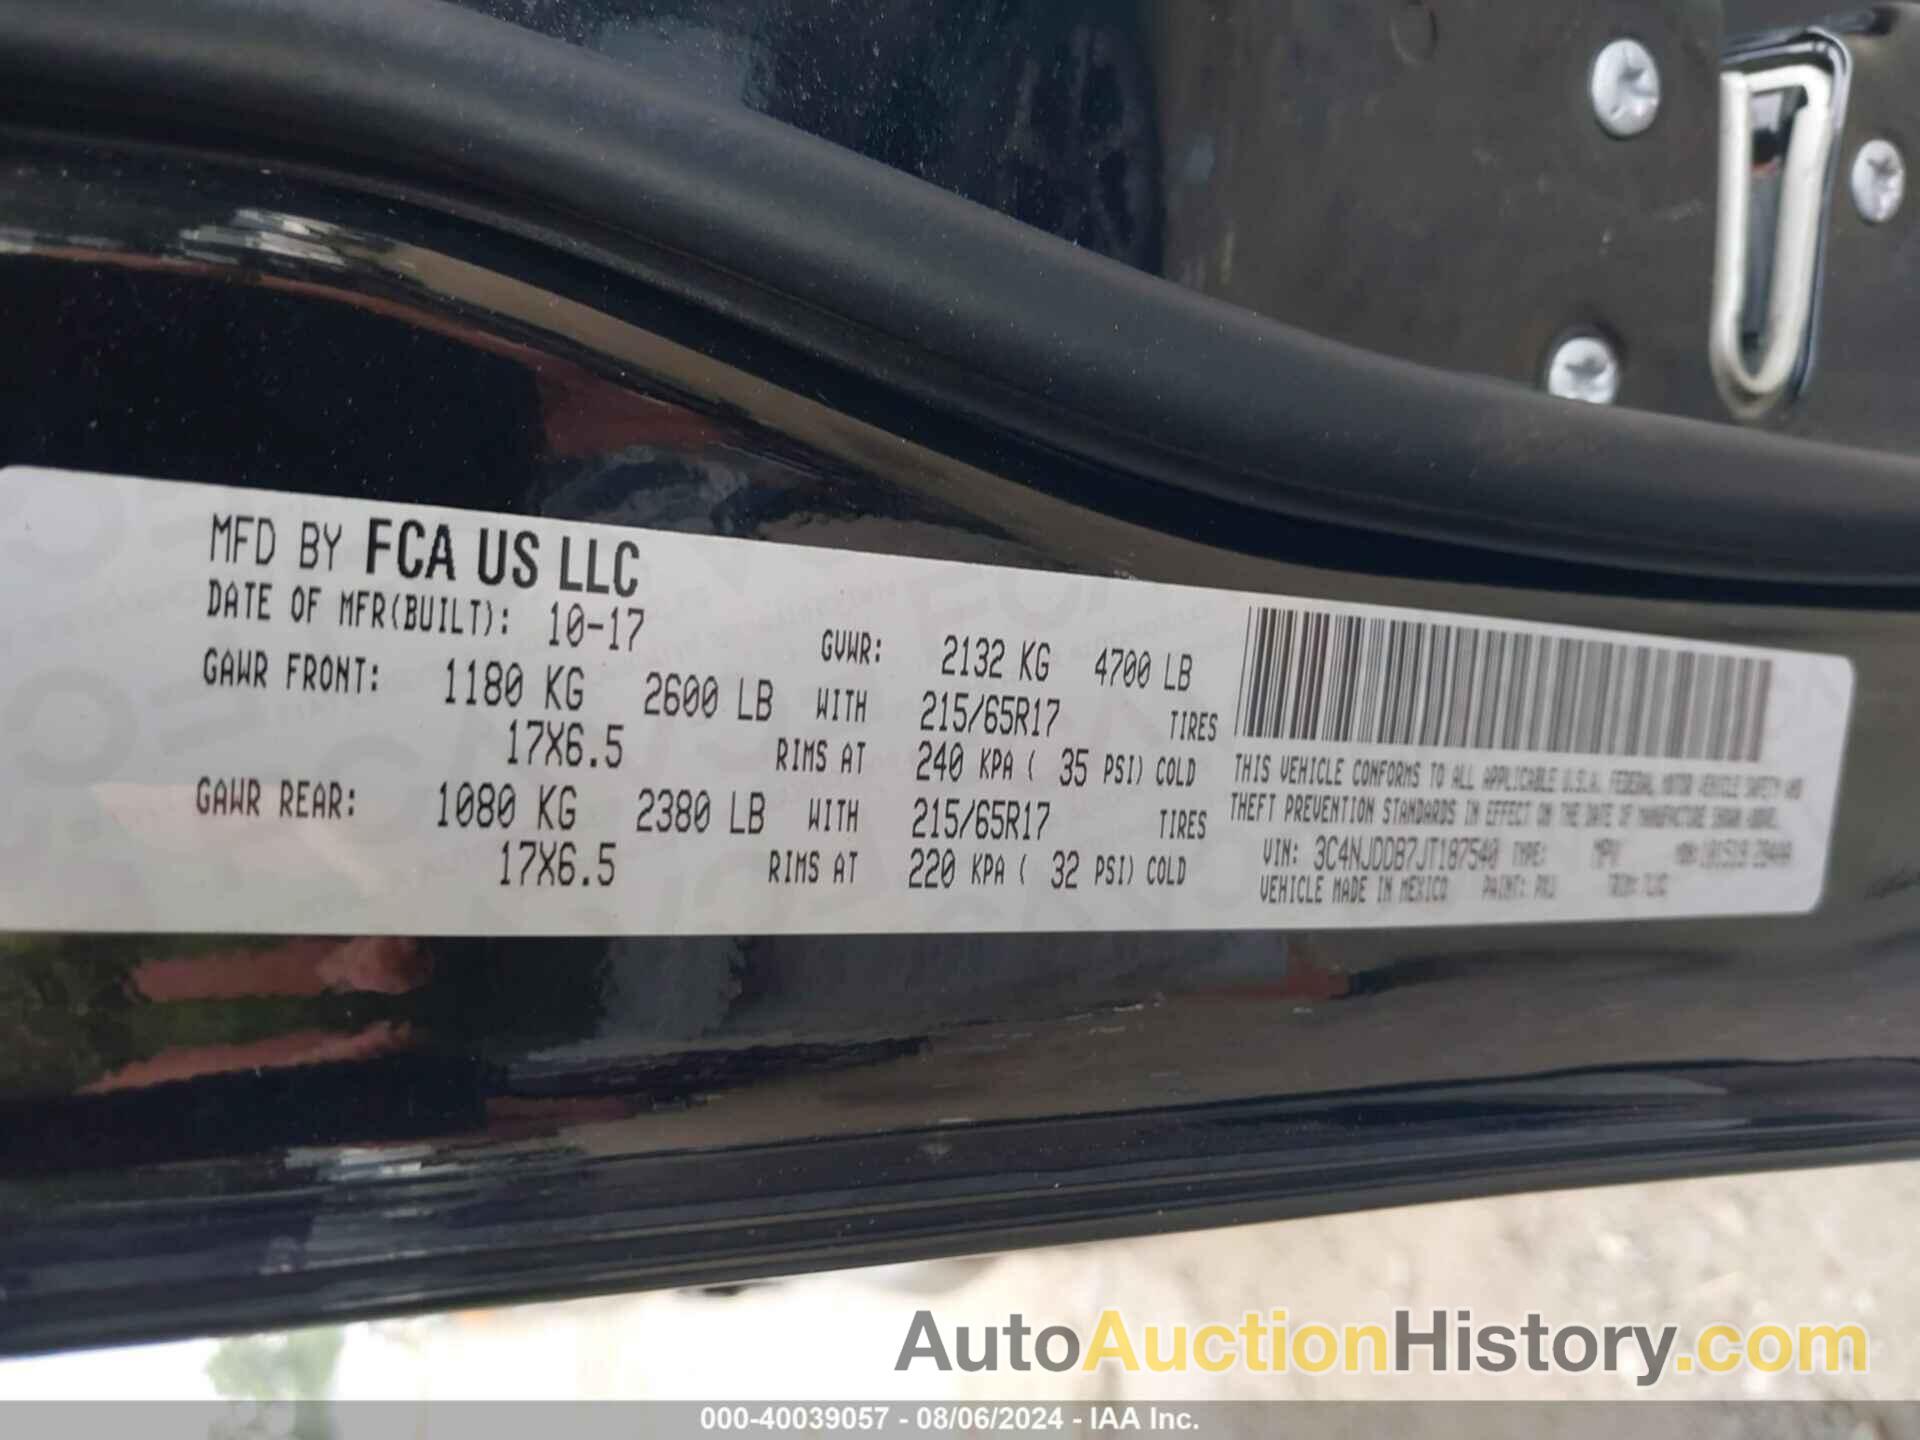 MFD BY FCA US LLC
DATE OF MFR(BUILT): 10-17 GVWR: 2132 KG 4700 LB
GAWR FRONT: 1180 KG 2600 LB WITH 215/65R17 TIRES
17X6.5 RIMS AT 240 KPA ( 35 PSI) COLD
GAWR REAR: 1080 KG 2380 LB WITH 215/65R17 TIRES
17X6.5 RIMS AT 220 KPA ( 32 PSI) COLD
THIS VEHICLE CONFORMS TO ALL APPLICABLE U.S.A. FEDERAL MOTOR VEHICLE SAFETY AND
THEFT PREVENTION STANDARDS IN EFFECT ON THE DATE OF MANUFACTURE SHOWN ABOVE.
VIN: 3C4NJDDB7JT187540 TYPE: MPV
VEHICLE MADE IN MEXICO PAINT: PXJ
AutoAuctionHistory.com
000-40039057 - 08/06/2024 - IAA Inc.